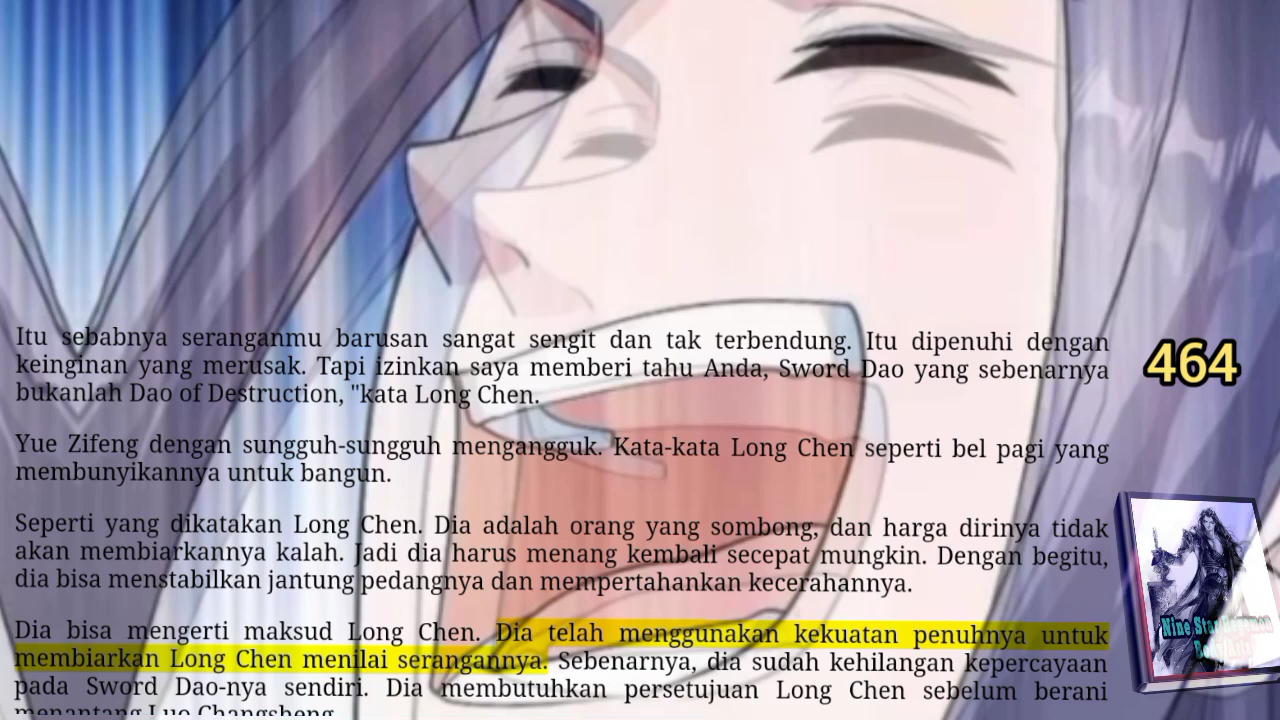 Itu sebabnya seranganmu barusan sangat sengit dan tak terbendung. Itu dipenuhi dengan
keinginan yang merusak. Tapi izinkan saya memberi tahu Anda, Sword Dao yang sebenarnya
bukanlah Dao of Destruction, "kata Long Chen.
464
Yue Zifeng dengan sungguh-sungguh mengangguk. Kata-kata Long Chen seperti bel pagi yang
membunyikannya untuk bangun.
Seperti yang dikatakan Long Chen. Dia adalah orang yang sombong, dan harga dirinya tidak
akan membiarkannya kalah. Jadi dia harus menang kembali secepat mungkin. Dengan begitu,
dia bisa menstabilkan jantung pedangnya dan mempertahankan kecerahannya.
Dia bisa mengerti maksud Long Chen. Dia telah menggunakan kekuatan penuhnya untuk
membiarkan Long Chen menilai serangannya. Sebenarnya, dia sudah kehilangan kepercayaan
pada Sword Dao-nya sendiri. Dia membutuhkan persetujuan Long Chen sebelum berani
menantang Luo Changsheng.
Nine Star